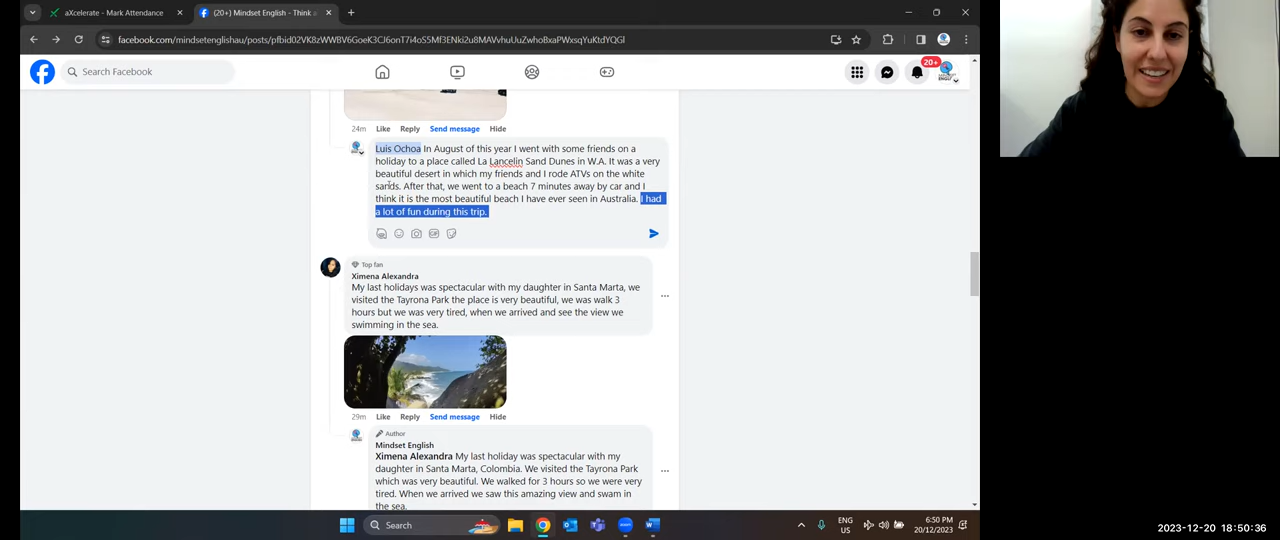 aXcelerate - Mark Attendance
(20+) Mindset English - Think a
facebook.com/mindsetenglishau/posts/pfbid02VK8zWWBV6GoeK3CJ6onT7i4oS5Mf3ENki2u8MAVvhuUuZwhoBxaPWxsqYuKtdYQGl
Search Facebook
20+
24m Like Reply Send message Hide
Luis Ochoa In August of this year I went with some friends on a
holiday to a place called La Lancelin Sand Dunes in W.A. It was a very
beautiful desert in which my friends and I rode ATVs on the white
sands. After that, we went to a beach 7 minutes away by car and I
think it is the most beautiful beach I have ever seen in Australia. I had
a lot of fun during this trip.
Top fan
Ximena Alexandra
My last holidays was spectacular with my daughter in Santa Marta, we
visited the Tayrona Park the place is very beautiful, we was walk 3
hours but we was very tired, when we arrived and see the view we
swimming in the sea.
29m Like Reply Send message Hide
Author
Mindset English
Ximena Alexandra My last holiday was spectacular with my
daughter in Santa Marta, Colombia. We visited the Tayrona Park
which was very beautiful. We walked for 3 hours so we were very
tired. When we arrived we saw this amazing view and swam in
the sea.
Search
ENG
US
6:50 PM
20/12/2023
2023-12-20 18:50:36